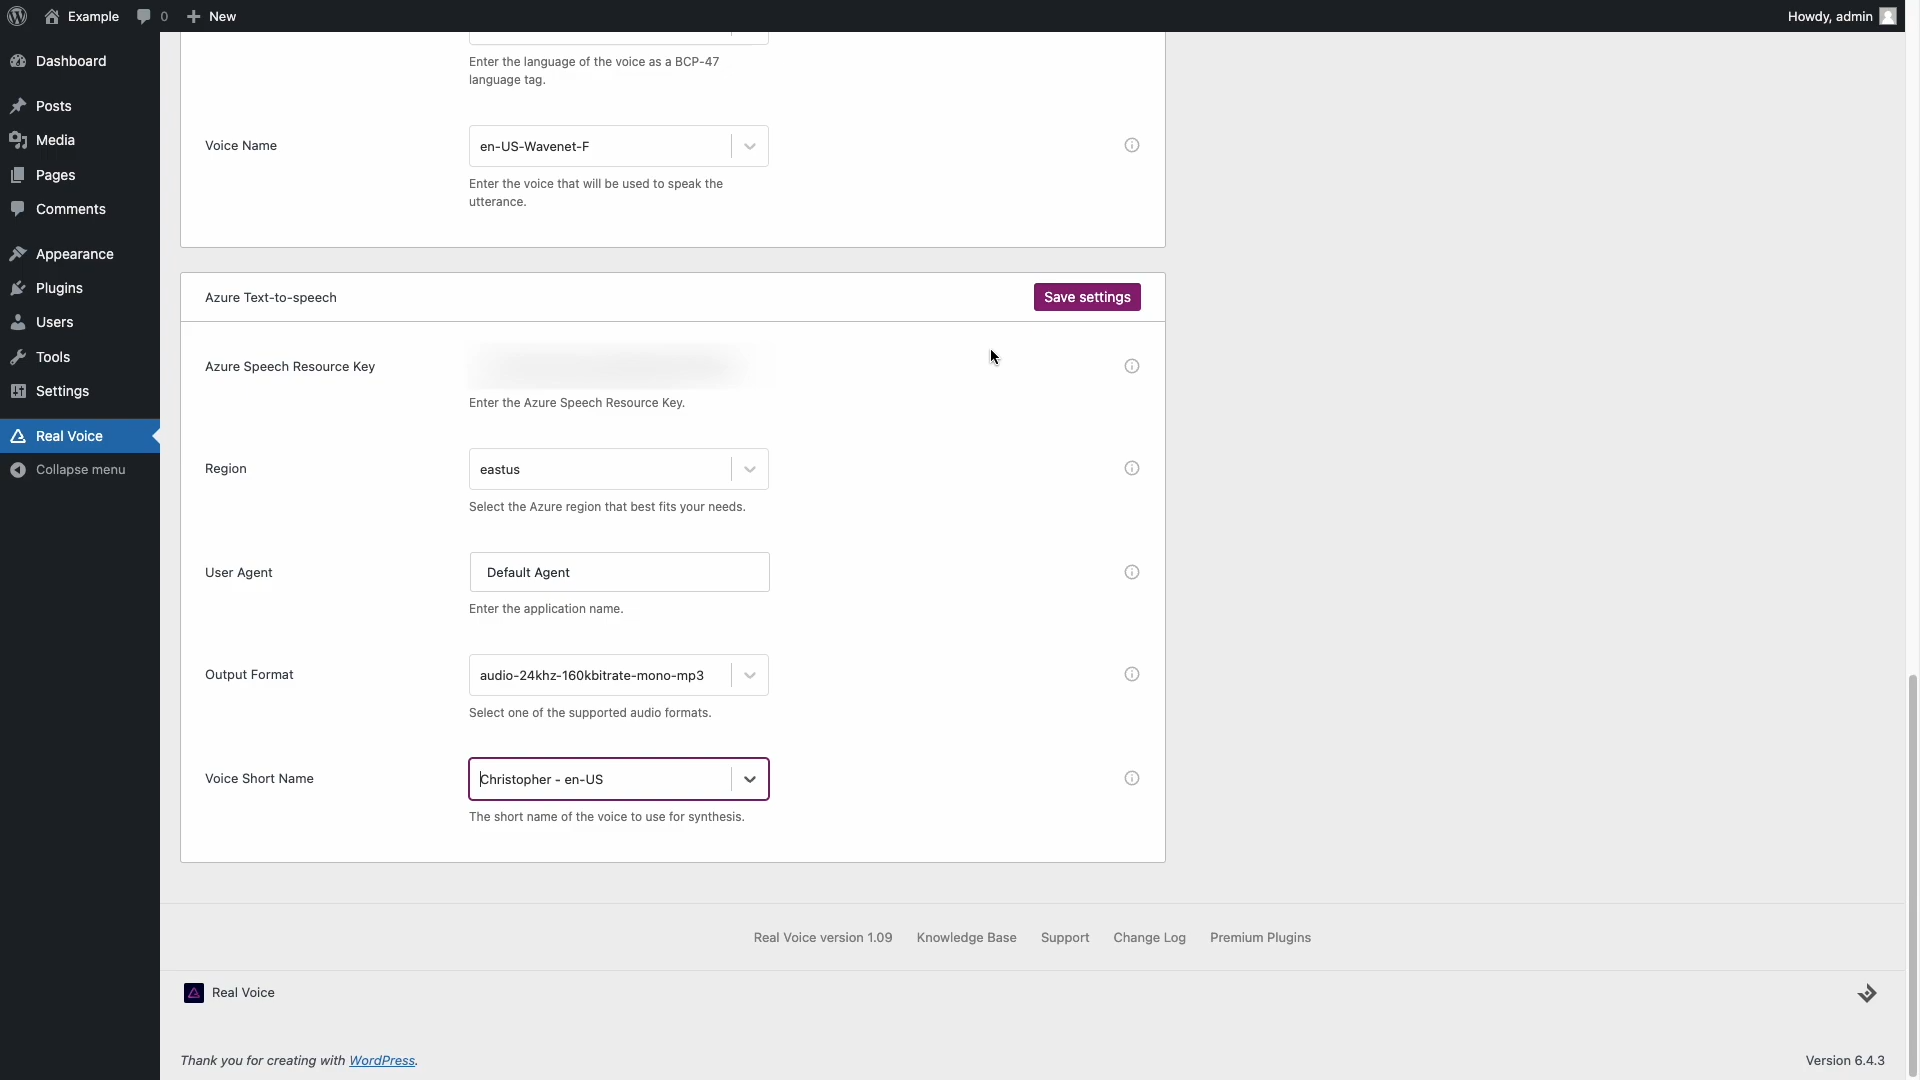 Example
0
New
Howdy, admin
Dashboard
Posts
Media
Pages
Comments
Appearance
Plugins
Users
Tools
Settings
Real Voice
Collapse menu
Enter the language of the voice as a BCP-47
language tag.
Voice Name
en-US-Wavenet-F
Enter the voice that will be used to speak the
utterance.
Azure Text-to-speech
Save settings
Azure Speech Resource Key
Enter the Azure Speech Resource Key.
Region
eastus
Select the Azure region that best fits your needs.
User Agent
Default Agent
Enter the application name.
Output Format
audio-24khz-160kbitrate-mono-mp3
Select one of the supported audio formats.
Voice Short Name
Christopher - en-US
The short name of the voice to use for synthesis.
Real Voice version 1.09
Knowledge Base
Support
Change Log
Premium Plugins
Real Voice
Thank you for creating with WordPress.
Version 6.4.3